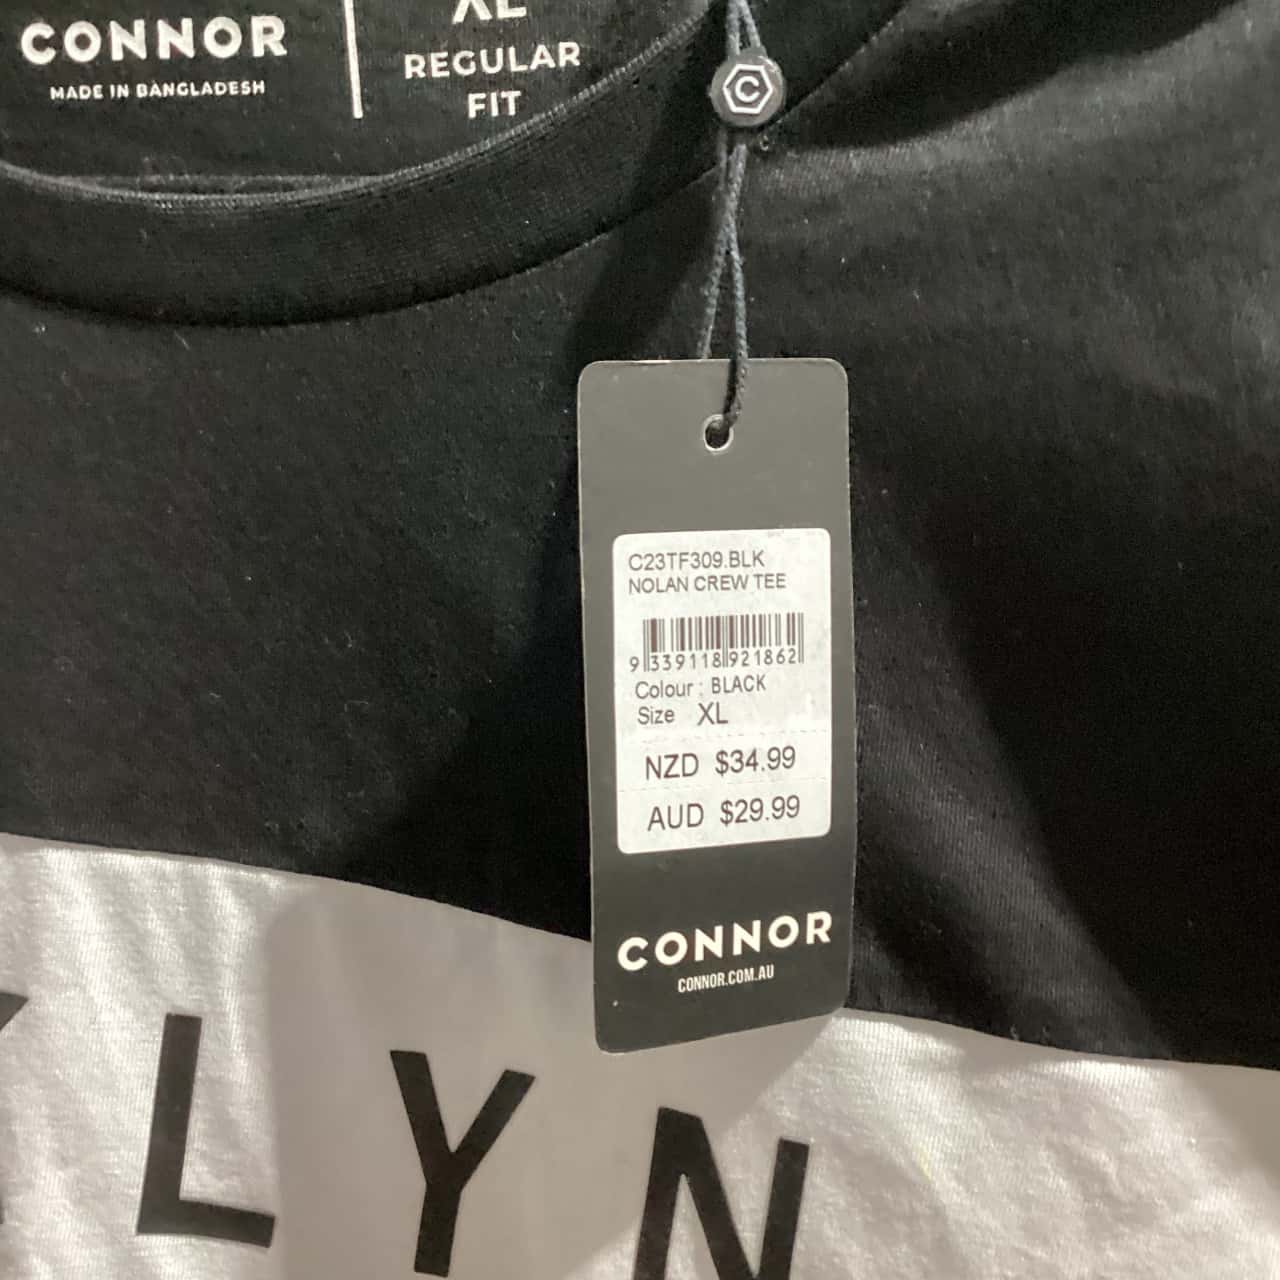 CONNOR
MADE IN BANGLADESH
XL
REGULAR
FIT
C
C23TF309.BLK
NOLAN CREW TEE
9 339118 921862
Colour : BLACK
Size XL
NZD $34.99
AUD $29.99
CONNOR
CONNOR.COM.AU
LYN